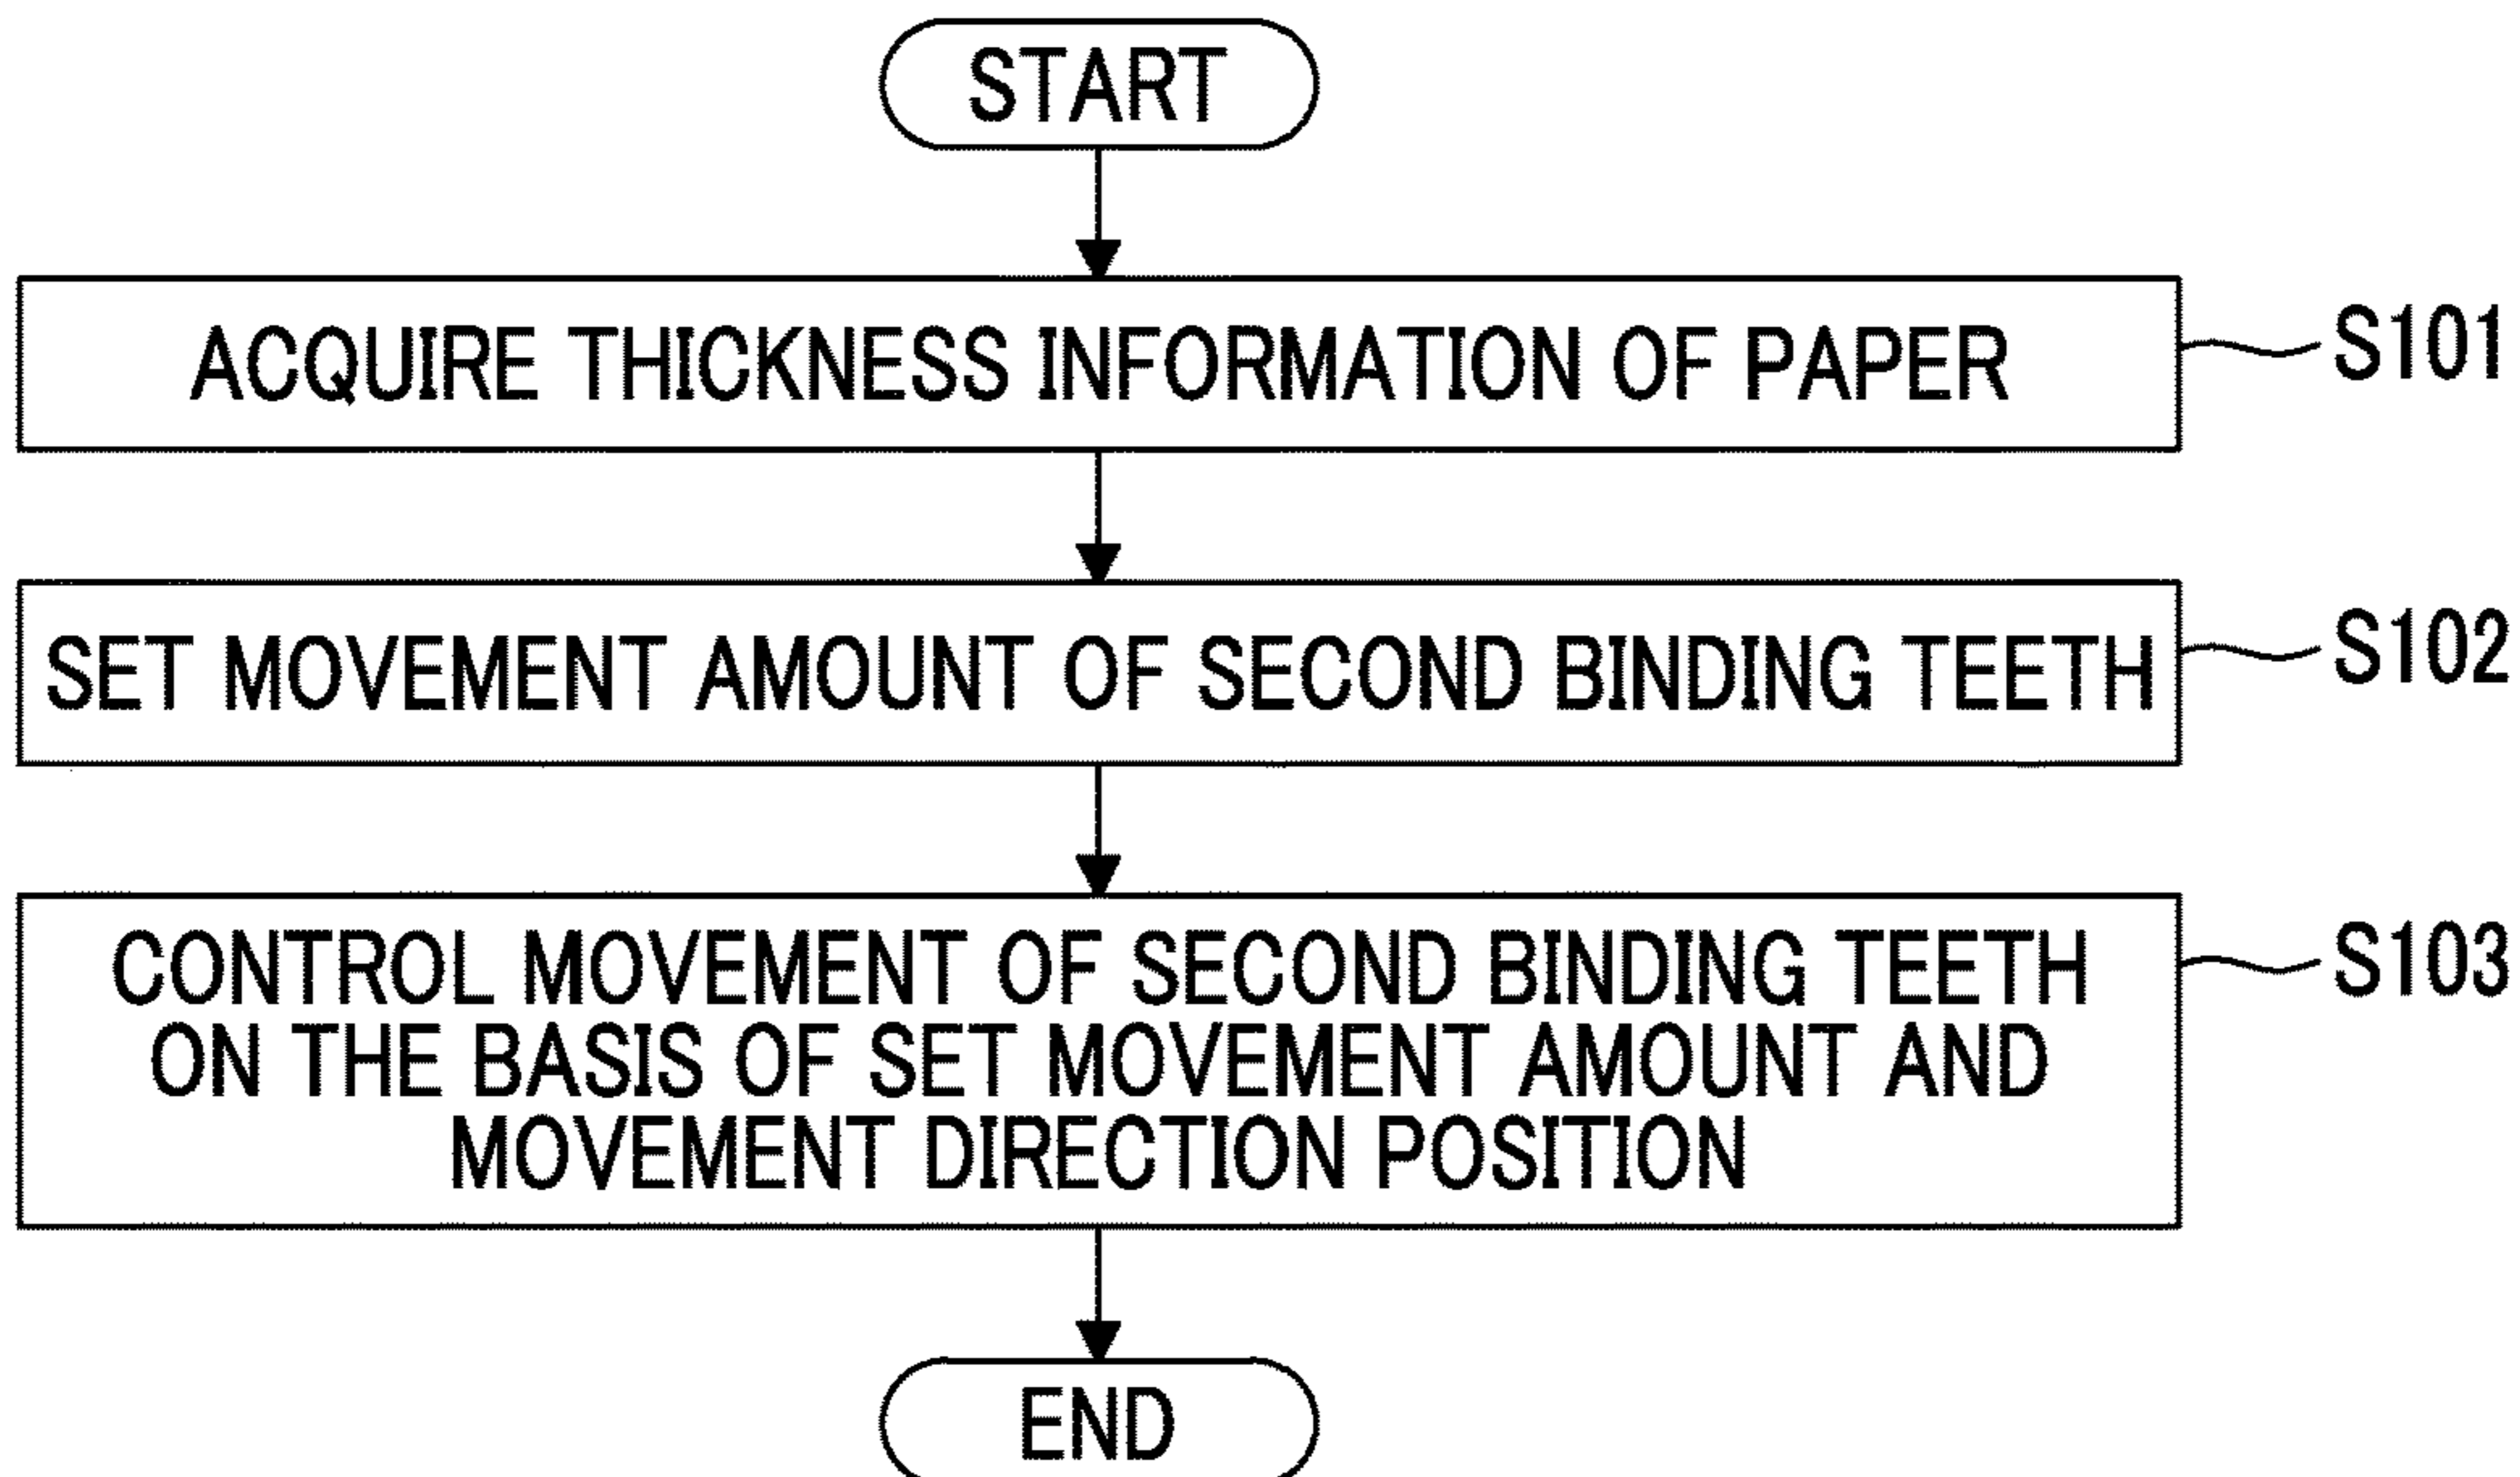 START
ACQUIRE THICKNESS INFORMATION OF PAPER
S101
SET MOVEMENT AMOUNT OF SECOND BINDING TEETH
S102
CONTROL MOVEMENT OF SECOND BINDING TEETH
ON THE BASIS OF SET MOVEMENT AMOUNT AND
MOVEMENT DIRECTION POSITION
S103
END